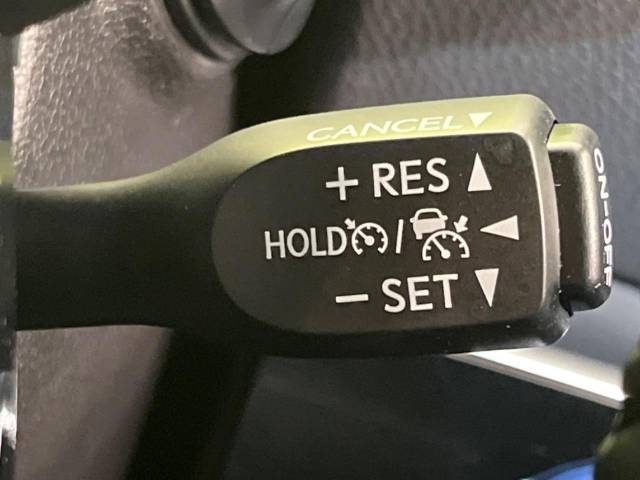 CANCEL▼
+ RES ▲
HOLD / ◀
− SET ▼
ON-OFF